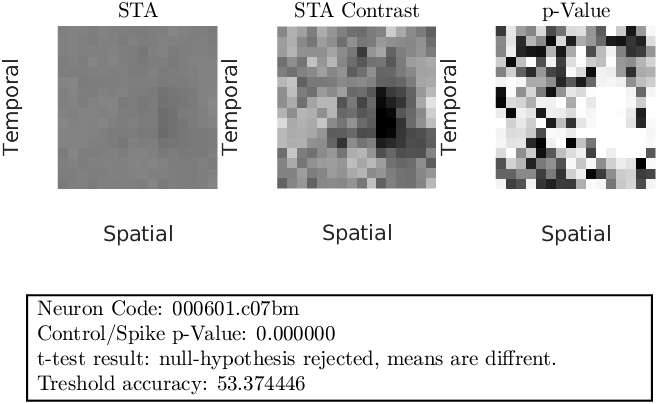 STA
STA Contrast
p-Value
Temporal
Temporal
Temporal
Spatial
Spatial
Spatial
Neuron Code: 000601.c07bm
Control/Spike p-Value: 0.000000
t-test result: null-hypothesis rejected, means are diffrent.
Treshold accuracy: 53.374446